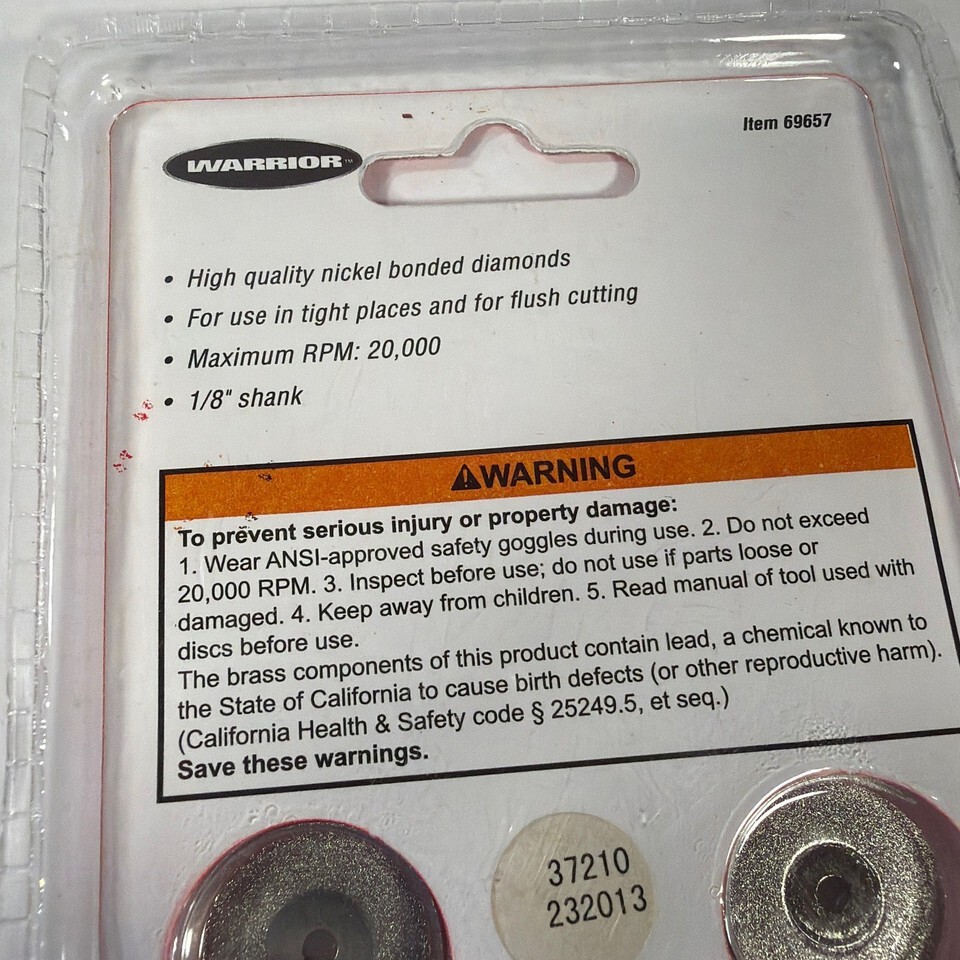 WARRIOR™
Item 69657
• High quality nickel bonded diamonds
• For use in tight places and for flush cutting
• Maximum RPM: 20,000
• 1/8" shank
⚠WARNING
To prevent serious injury or property damage:
1. Wear ANSI-approved safety goggles during use. 2. Do not exceed
20,000 RPM. 3. Inspect before use; do not use if parts loose or
damaged. 4. Keep away from children. 5. Read manual of tool used with
discs before use.
The brass components of this product contain lead, a chemical known to
the State of California to cause birth defects (or other reproductive harm).
(California Health & Safety code § 25249.5, et seq.)
Save these warnings.
37210
232013